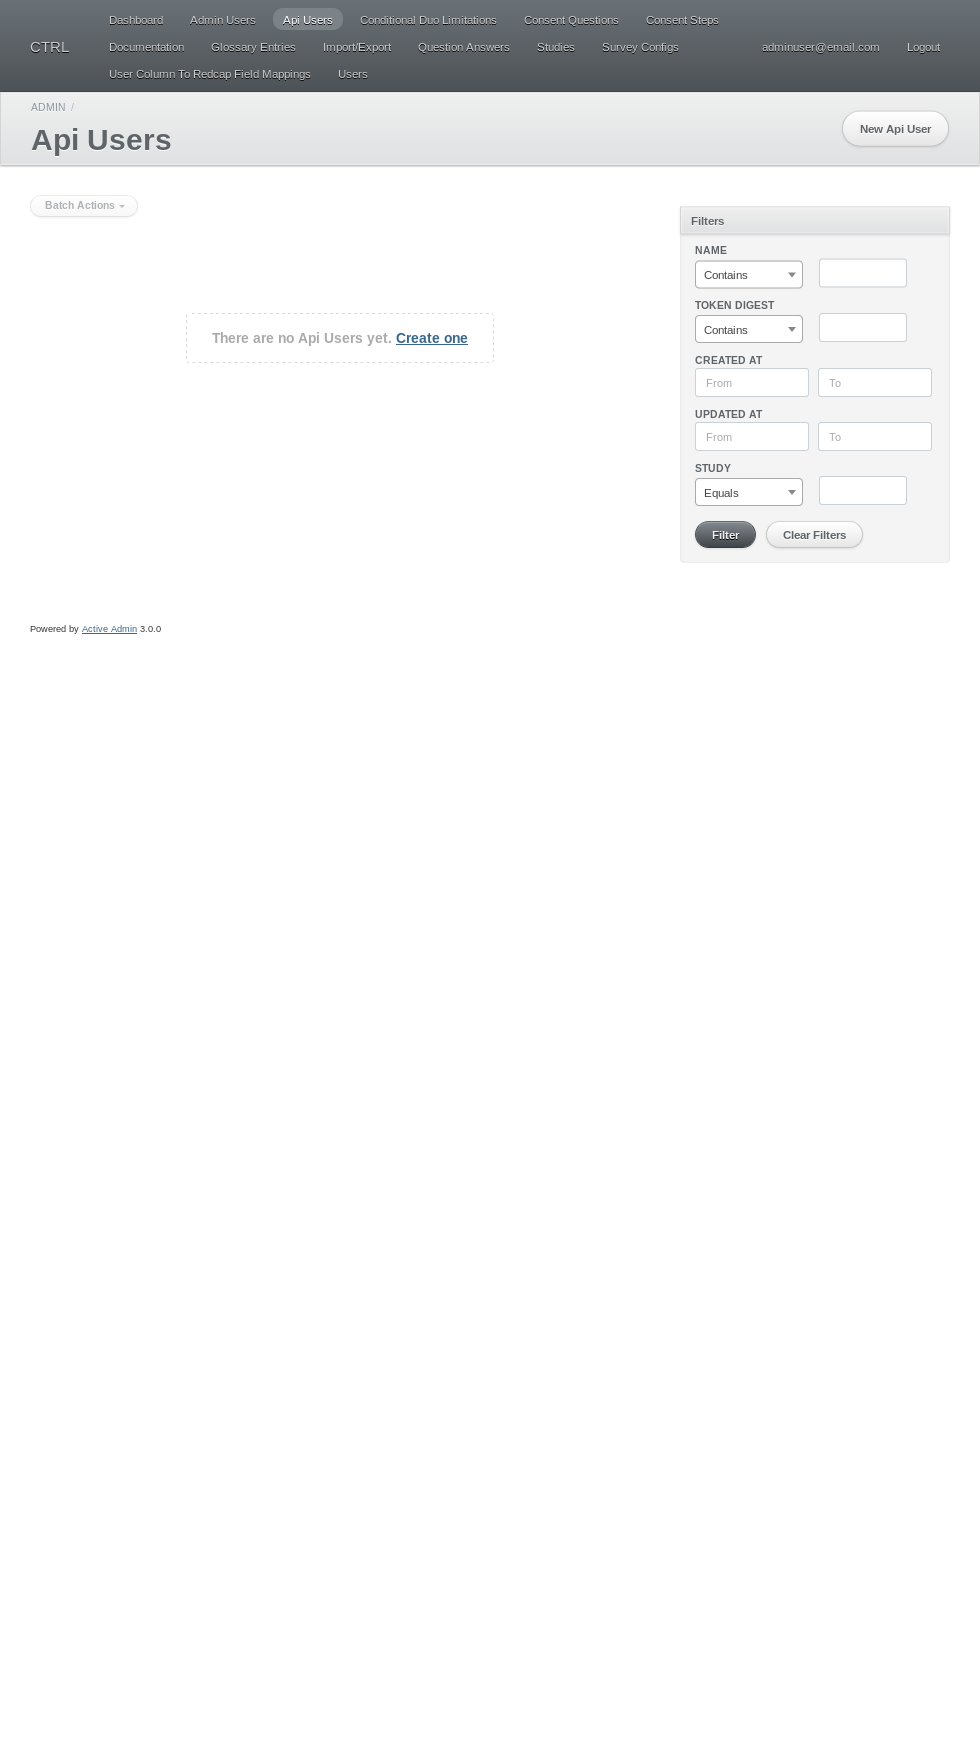 Dashboard Admin Users Api Users Conditional Duo Limitations Consent Questions Consent Steps
CTRL Documentation Glossary Entries Import/Export Question Answers Studies Survey Configs adminuser@email.com Logout
User Column To Redcap Field Mappings Users
ADMIN /
Api Users
New Api User
Batch Actions
There are no Api Users yet. Create one
Filters
NAME
Contains
TOKEN DIGEST
Contains
CREATED AT
From To
UPDATED AT
From To
STUDY
Equals
Filter Clear Filters
Powered by Active Admin 3.0.0